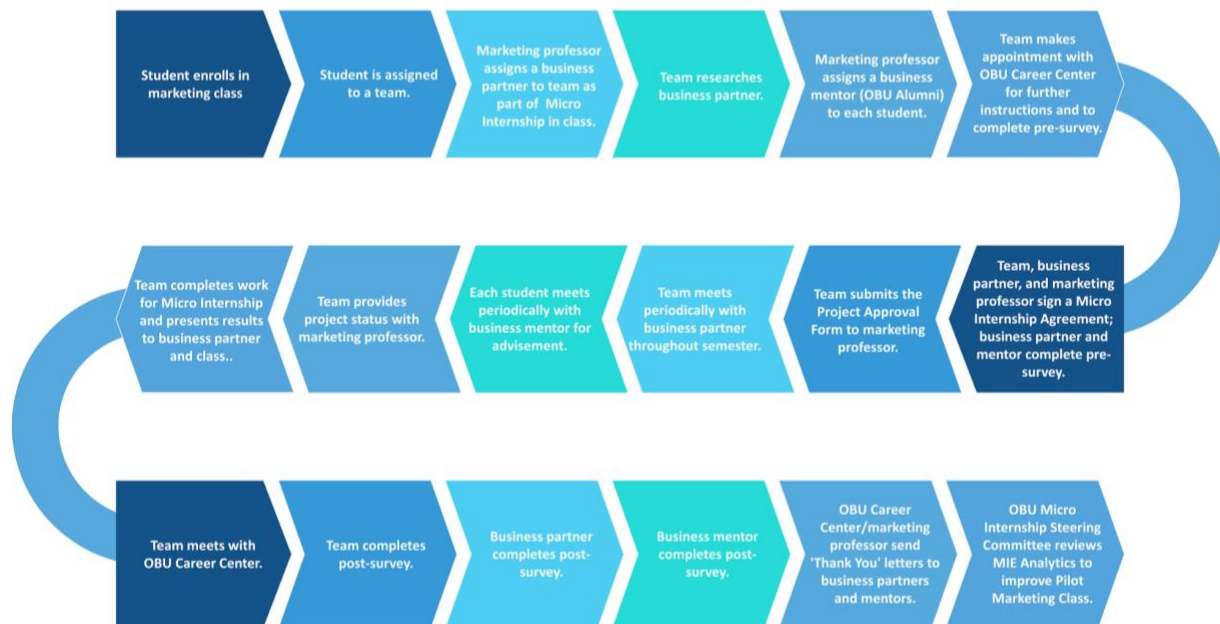 Student enrolls in
marketing class
Student is assigned
to a team.
Marketing professor
assigns a business
partner to team as
part of Micro
Internship in class.
Team researches
business partner.
Marketing professor
assigns a business
mentor (OBU Alumni)
to each student.
Team makes
appointment with
OBU Career Center
for further
instructions and to
complete pre-survey.
Team, business
partner, and marketing
professor sign a Micro
Internship Agreement;
business partner and
mentor complete pre-
survey.
Team submits the
Project Approval
Form to marketing
professor.
Team meets
periodically with
business partner
throughout semester.
Each student meets
periodically with
business mentor for
advisement.
Team provides
project status with
marketing professor.
Team completes work
for Micro Internship
and presents results
to business partner
and class..
Team meets with
OBU Career Center.
Team completes
post-survey.
Business partner
completes post-
survey.
Business mentor
completes post-
survey.
OBU Career
Center/marketing
professor send
'Thank You' letters to
business partners
and mentors.
OBU Micro
Internship Steering
Committee reviews
MIE Analytics to
improve Pilot
Marketing Class.